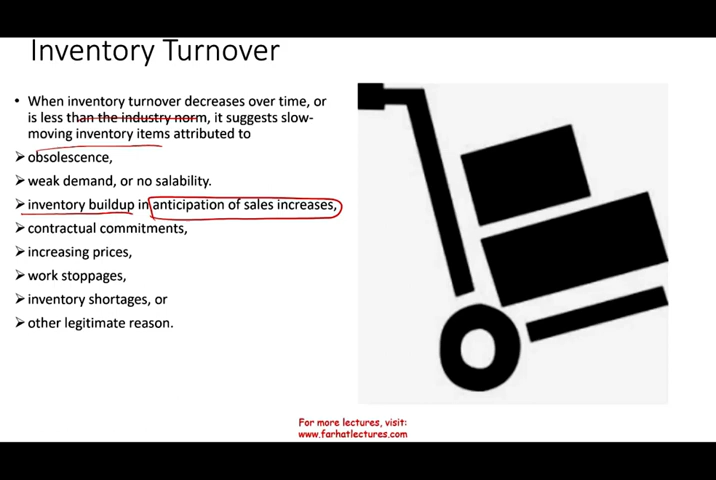 Inventory Turnover
• When inventory turnover decreases over time, or
is less than the industry norm, it suggests slow-
moving inventory items attributed to
➢ obsolescence,
➢ weak demand, or no salability.
➢ inventory buildup in anticipation of sales increases,
➢ contractual commitments,
➢ increasing prices,
➢ work stoppages,
➢ inventory shortages, or
➢ other legitimate reason.
For more lectures, visit:
www.farhatlectures.com